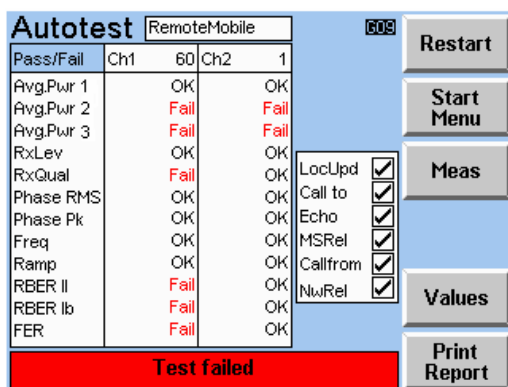 Autotest RemoteMobile G09
Pass/Fail Ch1 60 Ch2 1
Avg.Pwr 1 OK OK
Avg.Pwr 2 Fail Fail
Avg.Pwr 3 Fail Fail
RxLev OK OK
RxQual Fail OK
Phase RMS OK OK
Phase Pk OK OK
Freq OK OK
Ramp OK OK
RBER II Fail OK
RBER Ib Fail OK
FER Fail OK
LocUpd
Call to
Echo
MSRel
Callfrom
NwRel
Test failed
Restart
Start
Menu
Meas
Values
Print
Report